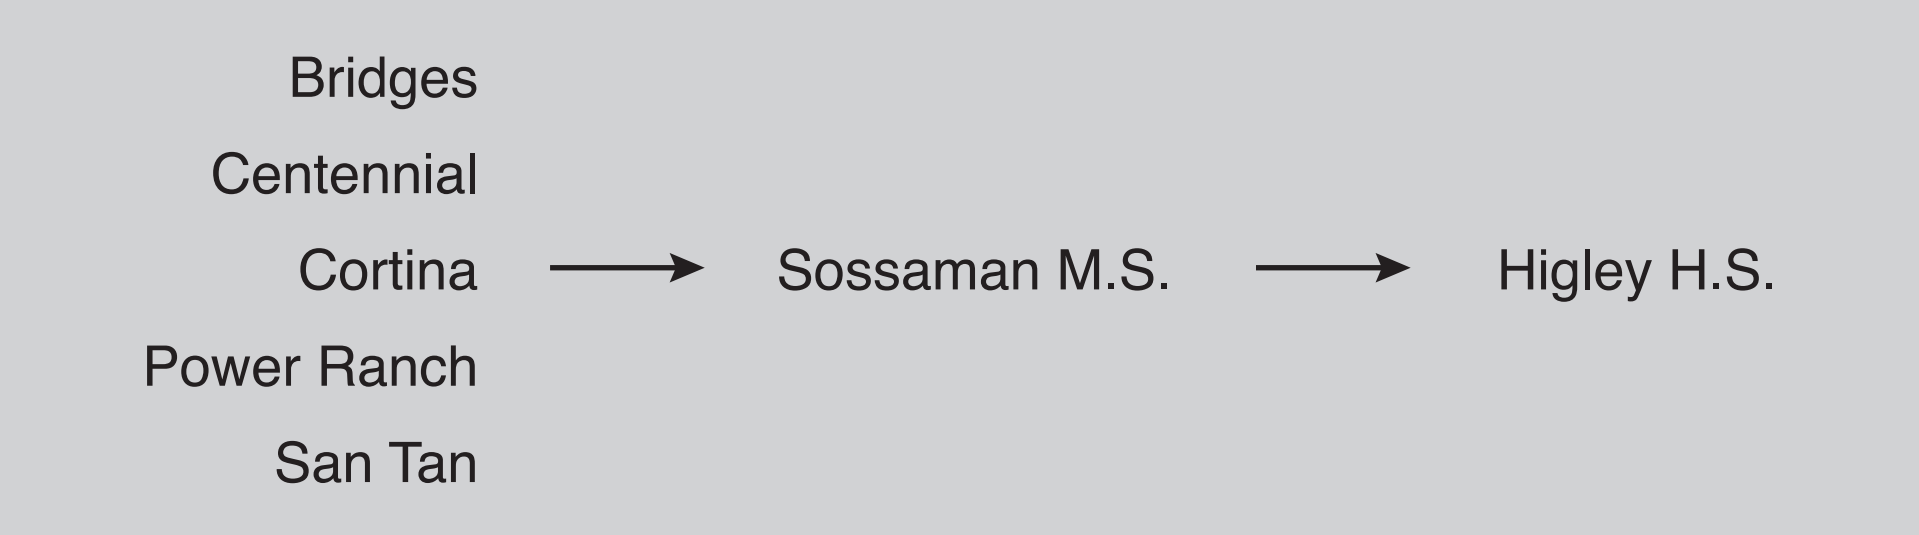 Bridges
Centennial
Cortina
Power Ranch
San Tan
Sossaman M.S.
Higley H.S.